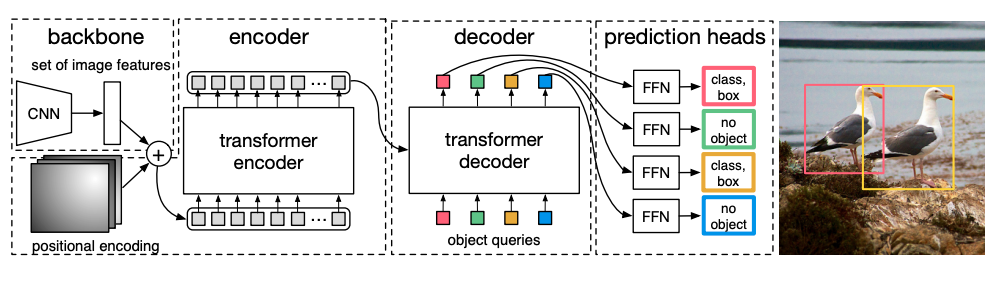 backbone
set of image features
CNN
+
positional encoding
encoder
...
transformer
encoder
...
decoder
transformer
decoder
object queries
prediction heads
FFN
class,
box
FFN
no
object
FFN
class,
box
FFN
no
object